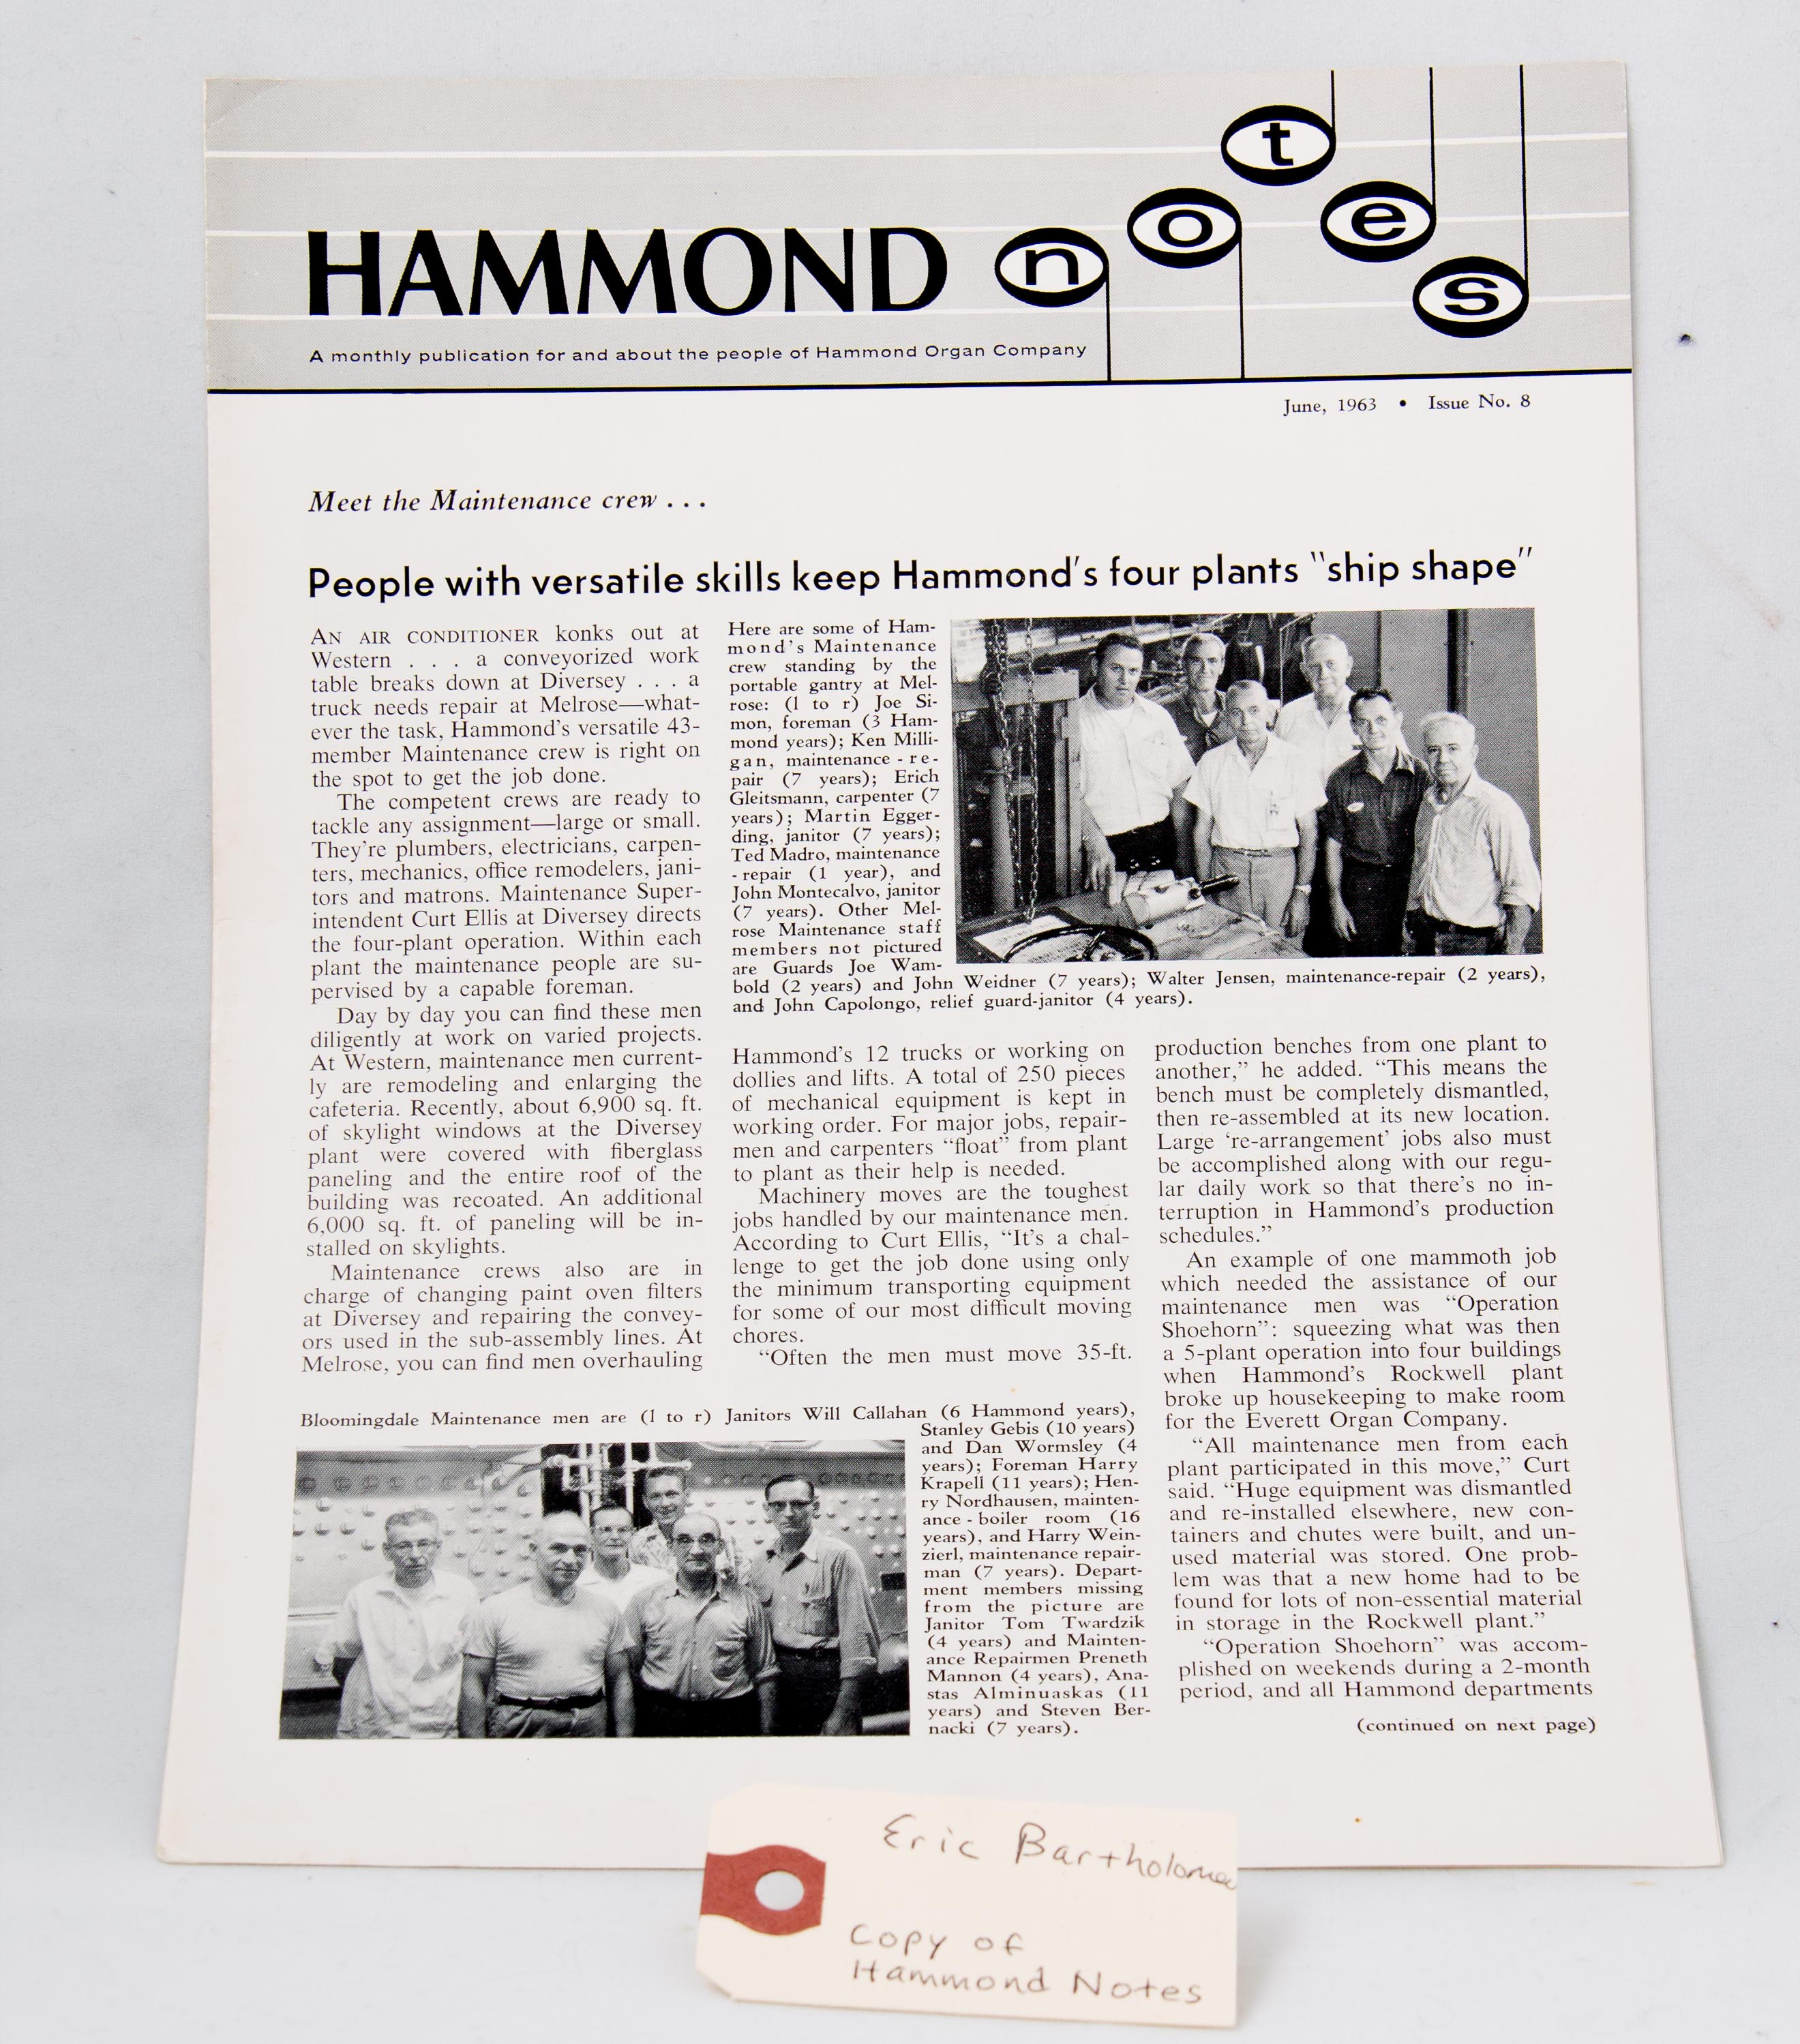 HAMMOND notes
A monthly publication for and about the people of Hammond Organ Company
June, 1963 • Issue No. 8
Meet the Maintenance crew . . .
People with versatile skills keep Hammond's four plants "ship shape"
AN AIR CONDITIONER konks out at
Western . . . a conveyorized work
table breaks down at Diversey . . . a
truck needs repair at Melrose—what-
ever the task, Hammond's versatile 43-
member Maintenance crew is right on
the spot to get the job done.
The competent crews are ready to
tackle any assignment—large or small.
They're plumbers, electricians, carpen-
ters, mechanics, office remodelers, jani-
tors and matrons. Maintenance Super-
intendent Curt Ellis at Diversey directs
the four-plant operation. Within each
plant the maintenance people are su-
pervised by a capable foreman.
Day by day you can find these men
diligently at work on varied projects.
At Western, maintenance men current-
ly are remodeling and enlarging the
cafeteria. Recently, about 6,900 sq. ft.
of skylight windows at the Diversey
plant were covered with fiberglass
paneling and the entire roof of the
building was recoated. An additional
6,000 sq. ft. of paneling will be in-
stalled on skylights.
Maintenance crews also are in
charge of changing paint oven filters
at Diversey and repairing the convey-
ors used in the sub-assembly lines. At
Melrose, you can find men overhauling
Here are some of Ham-
mond's Maintenance
crew standing by the
portable gantry at Mel-
rose: (l to r) Joe Si-
mon, foreman (3 Ham-
mond years); Ken Milli-
gan, maintenance - re-
pair (7 years); Erich
Gleitsmann, carpenter (7
years); Martin Egger-
ding, janitor (7 years);
Ted Madro, maintenance
- repair (1 year), and
John Montecalvo, janitor
(7 years). Other Mel-
rose Maintenance staff
members not pictured
are Guards Joe Wam-
bold (2 years) and John Weidner (7 years); Walter Jensen, maintenance-repair (2 years),
and John Capolongo, relief guard-janitor (4 years).
Hammond's 12 trucks or working on
dollies and lifts. A total of 250 pieces
of mechanical equipment is kept in
working order. For major jobs, repair-
men and carpenters "float" from plant
to plant as their help is needed.
Machinery moves are the toughest
jobs handled by our maintenance men.
According to Curt Ellis, "It's a chal-
lenge to get the job done using only
the minimum transporting equipment
for some of our most difficult moving
chores.
"Often the men must move 35-ft.
production benches from one plant to
another," he added. "This means the
bench must be completely dismantled,
then re-assembled at its new location.
Large 're-arrangement' jobs also must
be accomplished along with our regu-
lar daily work so that there's no in-
terruption in Hammond's production
schedules."
An example of one mammoth job
which needed the assistance of our
maintenance men was "Operation
Shoehorn": squeezing what was then
a 5-plant operation into four buildings
when Hammond's Rockwell plant
broke up housekeeping to make room
for the Everett Organ Company.
"All maintenance men from each
plant participated in this move," Curt
said. "Huge equipment was dismantled
and re-installed elsewhere, new con-
tainers and chutes were built, and un-
used material was stored. One prob-
lem was that a new home had to be
found for lots of non-essential material
in storage in the Rockwell plant."
"Operation Shoehorn" was accom-
plished on weekends during a 2-month
period, and all Hammond departments
(continued on next page)
Bloomingdale Maintenance men are (l to r) Janitors Will Callahan (6 Hammond years),
Stanley Gebis (10 years)
and Dan Wormsley (4
years); Foreman Harry
Krapell (11 years); Hen-
ry Nordhausen, mainten-
ance - boiler room (16
years), and Harry Wein-
zierl, maintenance repair-
man (7 years). Depart-
ment members missing
from the picture are
Janitor Tom Twardzik
(4 years) and Mainten-
ance Repairmen Preneth
Mannon (4 years), Ana-
stas Alminuaskas (11
years) and Steven Ber-
nacki (7 years).
Eric Bartholomew
Copy of
Hammond Notes